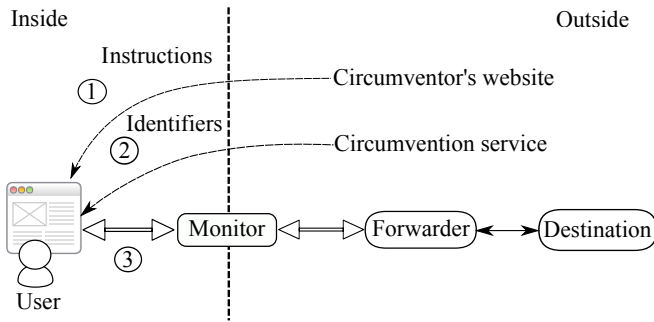 Inside
Outside
Instructions
1
Circumventor's website
Identifiers
2
Circumvention service
Monitor
Forwarder
Destination
3
User